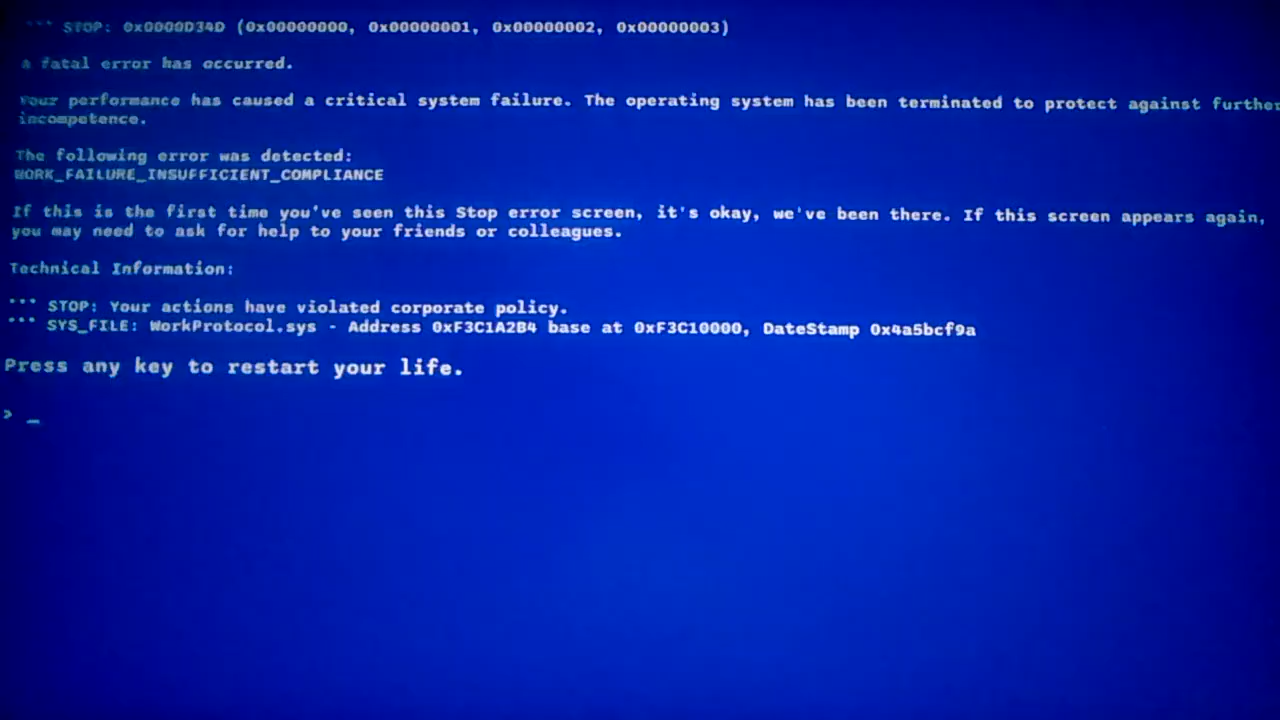 *** STOP: 0x0000D34D (0x00000000, 0x00000001, 0x00000002, 0x00000003)
a fatal error has occurred.
Your performance has caused a critical system failure. The operating system has been terminated to protect against further
incompetence.
The following error was detected:
WORK_FAILURE_INSUFFICIENT_COMPLIANCE
If this is the first time you've seen this Stop error screen, it's okay, we've been there. If this screen appears again,
you may need to ask for help to your friends or colleagues.
Technical Information:
*** STOP: Your actions have violated corporate policy.
*** SYS_FILE: WorkProtocol.sys - Address 0xF3C1A2B4 base at 0xF3C10000, DateStamp 0x4a5bcf9a
Press any key to restart your life.
> _